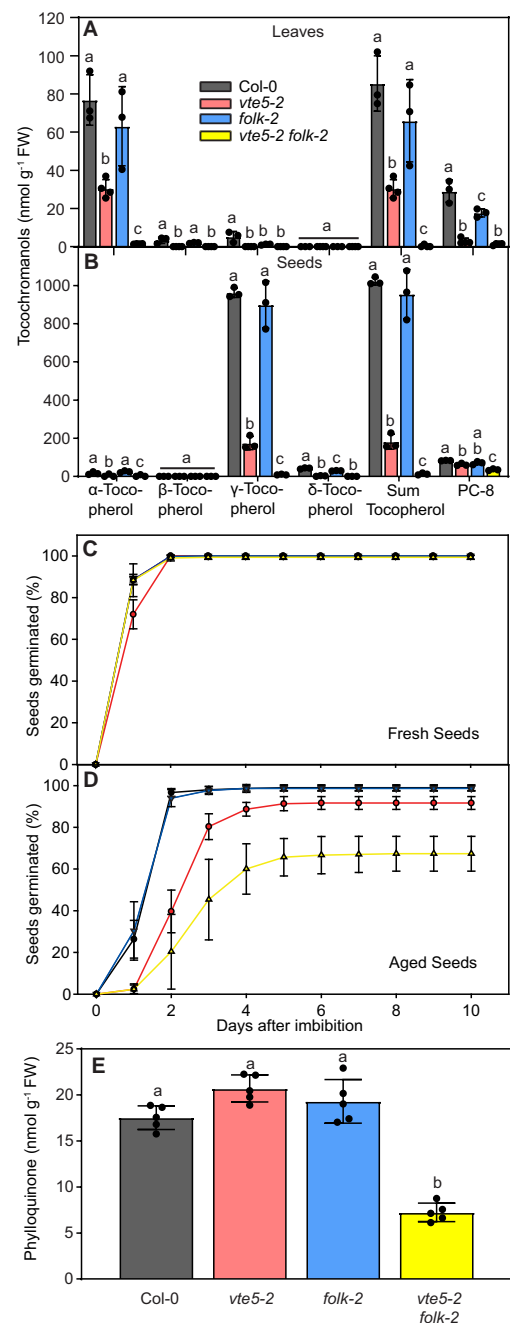 A
Leaves
120
100
80
60
40
20
0
Col-0
vte5-2
folk-2
vte5-2 folk-2
a b a c
a b a b
a b b b
a
a b a c
a b c b
Tocochromanols (nmol g⁻¹ FW)
B
Seeds
1000
800
600
400
200
0
a b a c
a
a b a c
a b a b
a b a c
a b a b c
α-Toco-
pherol
β-Toco-
pherol
γ-Toco-
pherol
δ-Toco-
pherol
Sum
Tocopherol
PC-8
C
Seeds germinated (%)
100
80
60
40
20
0
Fresh Seeds
D
Seeds germinated (%)
100
80
60
40
20
0
Aged Seeds
0 2 4 6 8 10
Days after imbibition
E
Phylloquinone (nmol g⁻¹ FW)
25
20
15
10
5
0
a a a b
Col-0
vte5-2
folk-2
vte5-2
folk-2